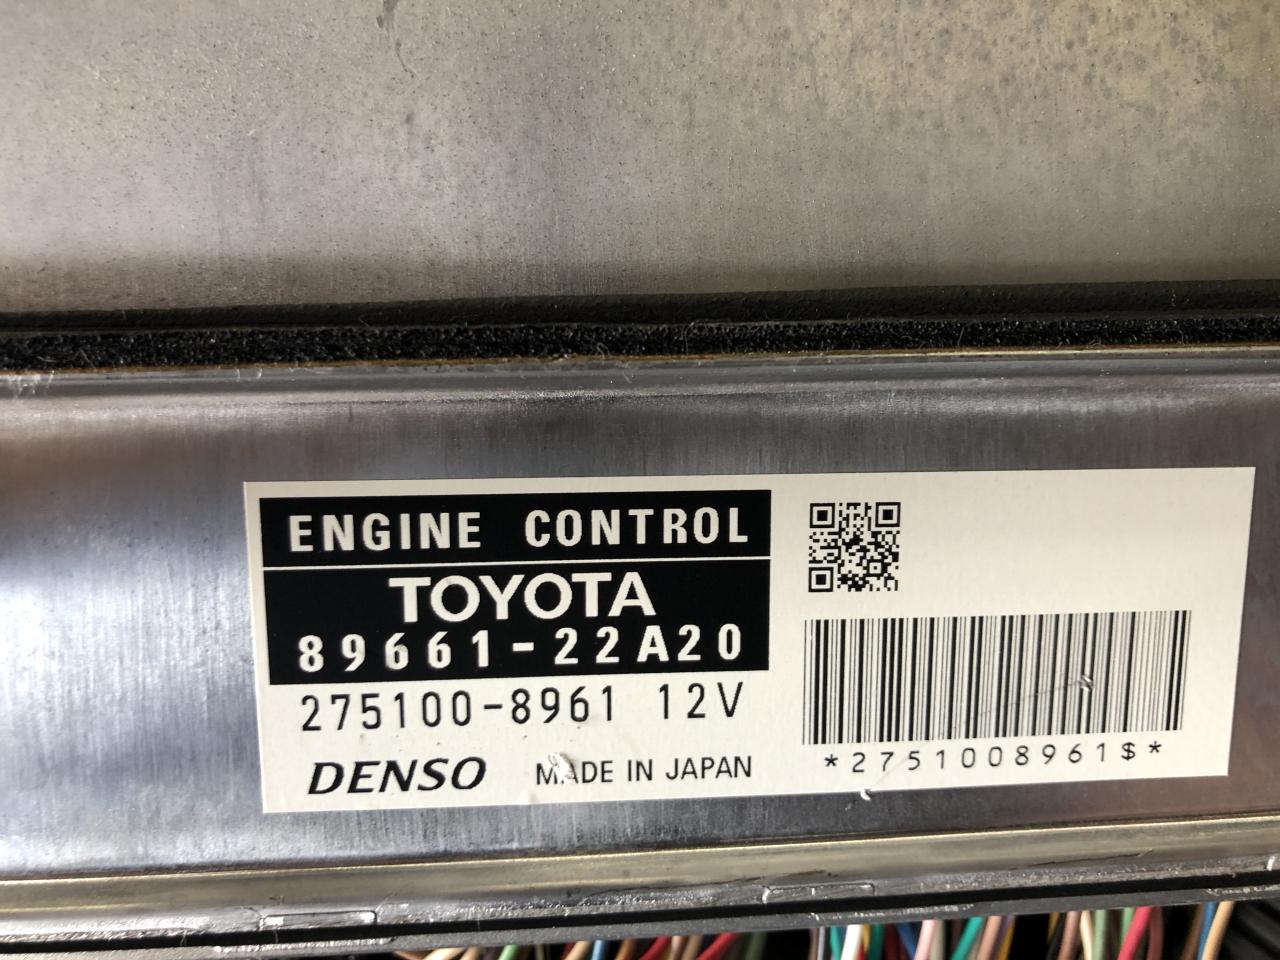 ENGINE CONTROL
TOYOTA
89661-22A20
275100-8961 12V
DENSO MADE IN JAPAN
*2751008961$*